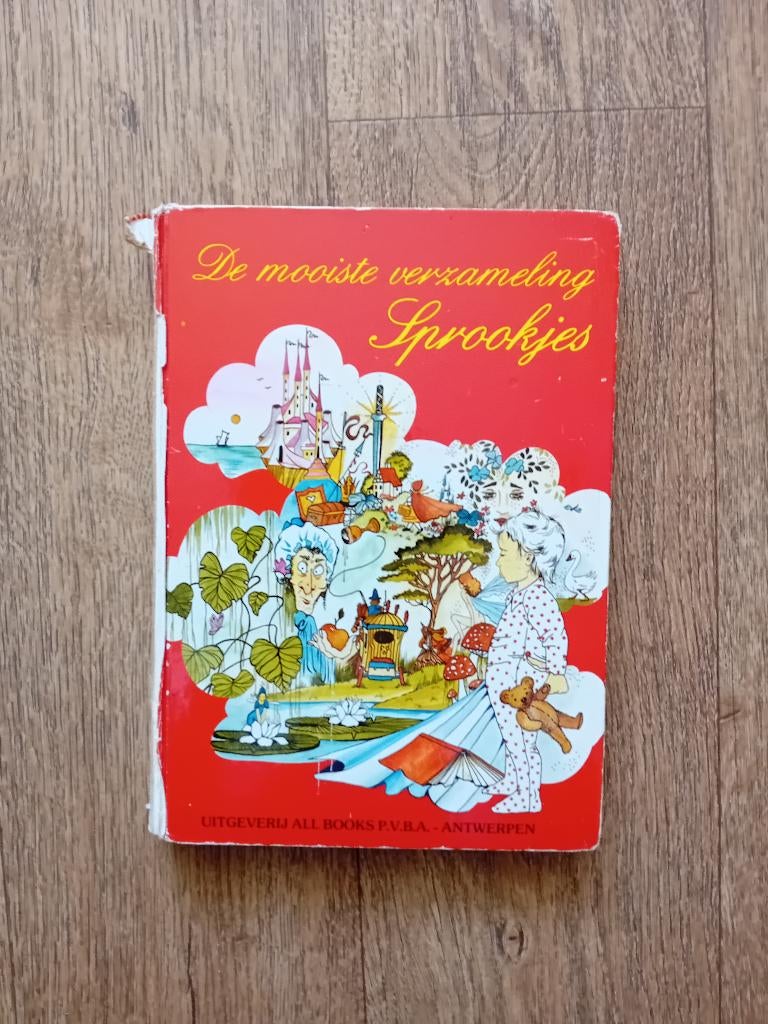 De mooiste verzameling
Sprookjes
UITGEVERIJ ALL BOOKS P.V.B.A. - ANTWERPEN